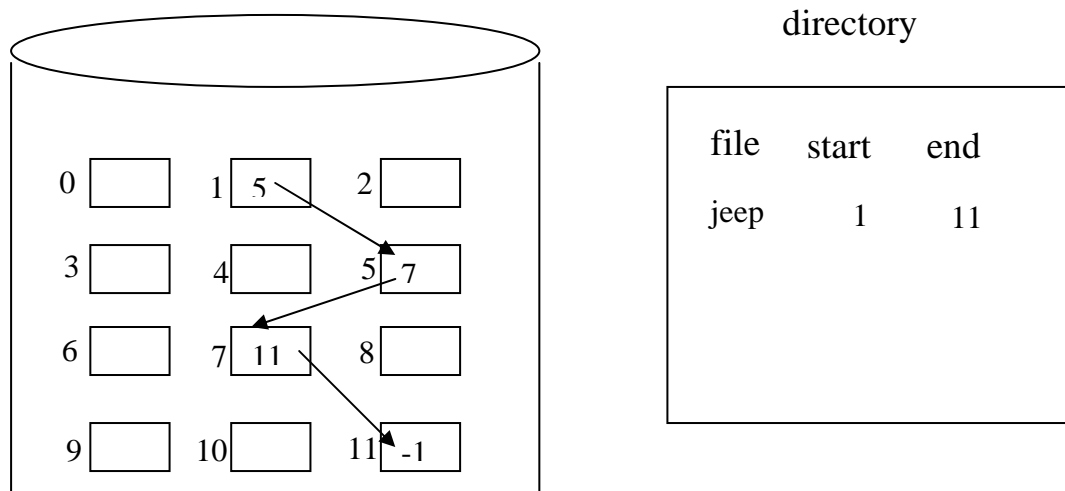 directory
file start end
jeep 1 11
0 1 5 2
3 4 5 7
6 7 11 8
9 10 11 -1